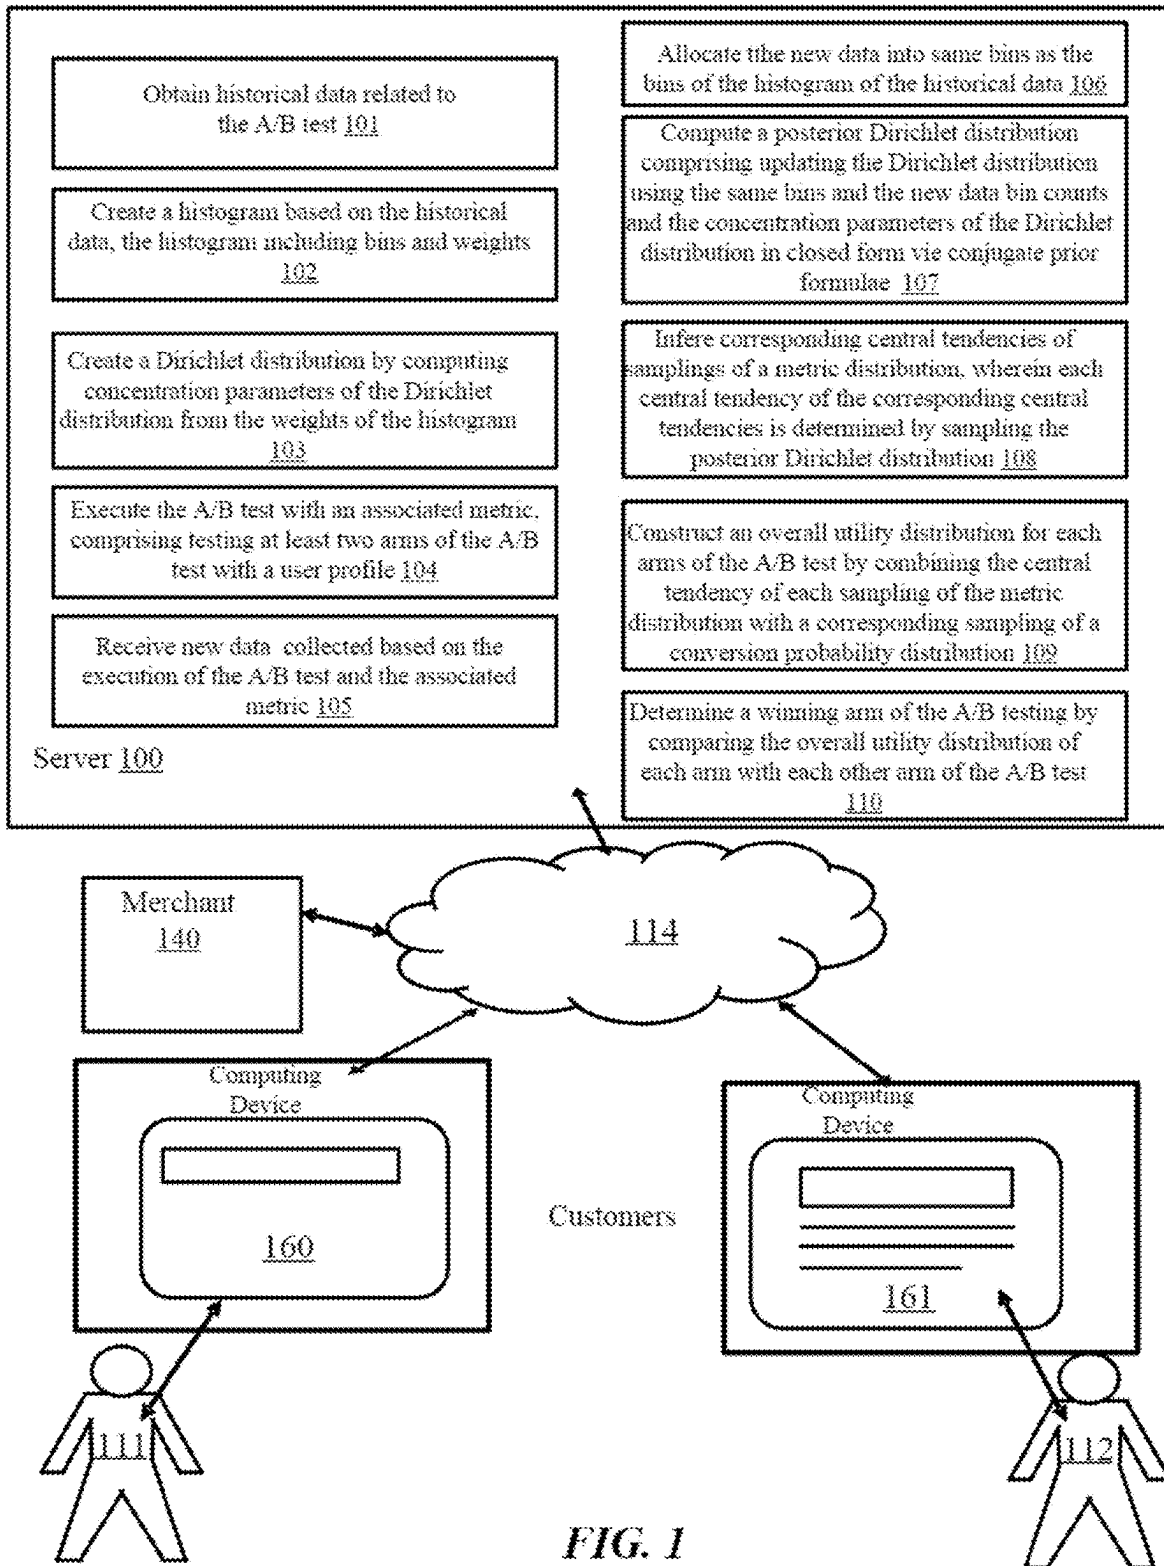 Obtain historical data related to
the A/B test 101
Create a histogram based on the historical
data, the histogram including bins and weights
102
Create a Dirichlet distribution by computing
concentration parameters of the Dirichlet
distribution from the weights of the histogram
103
Execute the A/B test with an associated metric,
comprising testing at least two arms of the A/B
test with a user profile 104
Receive new data collected based on the
execution of the A/B test and the associated
metric 105
Server 100
Allocate tthe new data into same bins as the
bins of the histogram of the historical data 106
Compute a posterior Dirichlet distribution
comprising updating the Dirichlet distribution
using the same bins and the new data bin counts
and the concentration parameters of the Dirichlet
distribution in closed form vie conjugate prior
formulae 107
Infere corresponding central tendencies of
samplings of a metric distribution, wherein each
central tendency of the corresponding central
tendencies is determined by sampling the
posterior Dirichlet distribution 108
Construct an overall utility distribution for each
arms of the A/B test by combining the central
tendency of each sampling of the metric
distribution with a corresponding sampling of a
conversion probability distribution 109
Determine a winning arm of the A/B testing by
comparing the overall utility distribution of
each arm with each other arm of the A/B test
110
Merchant
140
114
Computing
Device
160
Customers
Computing
Device
161
111
112
FIG. 1